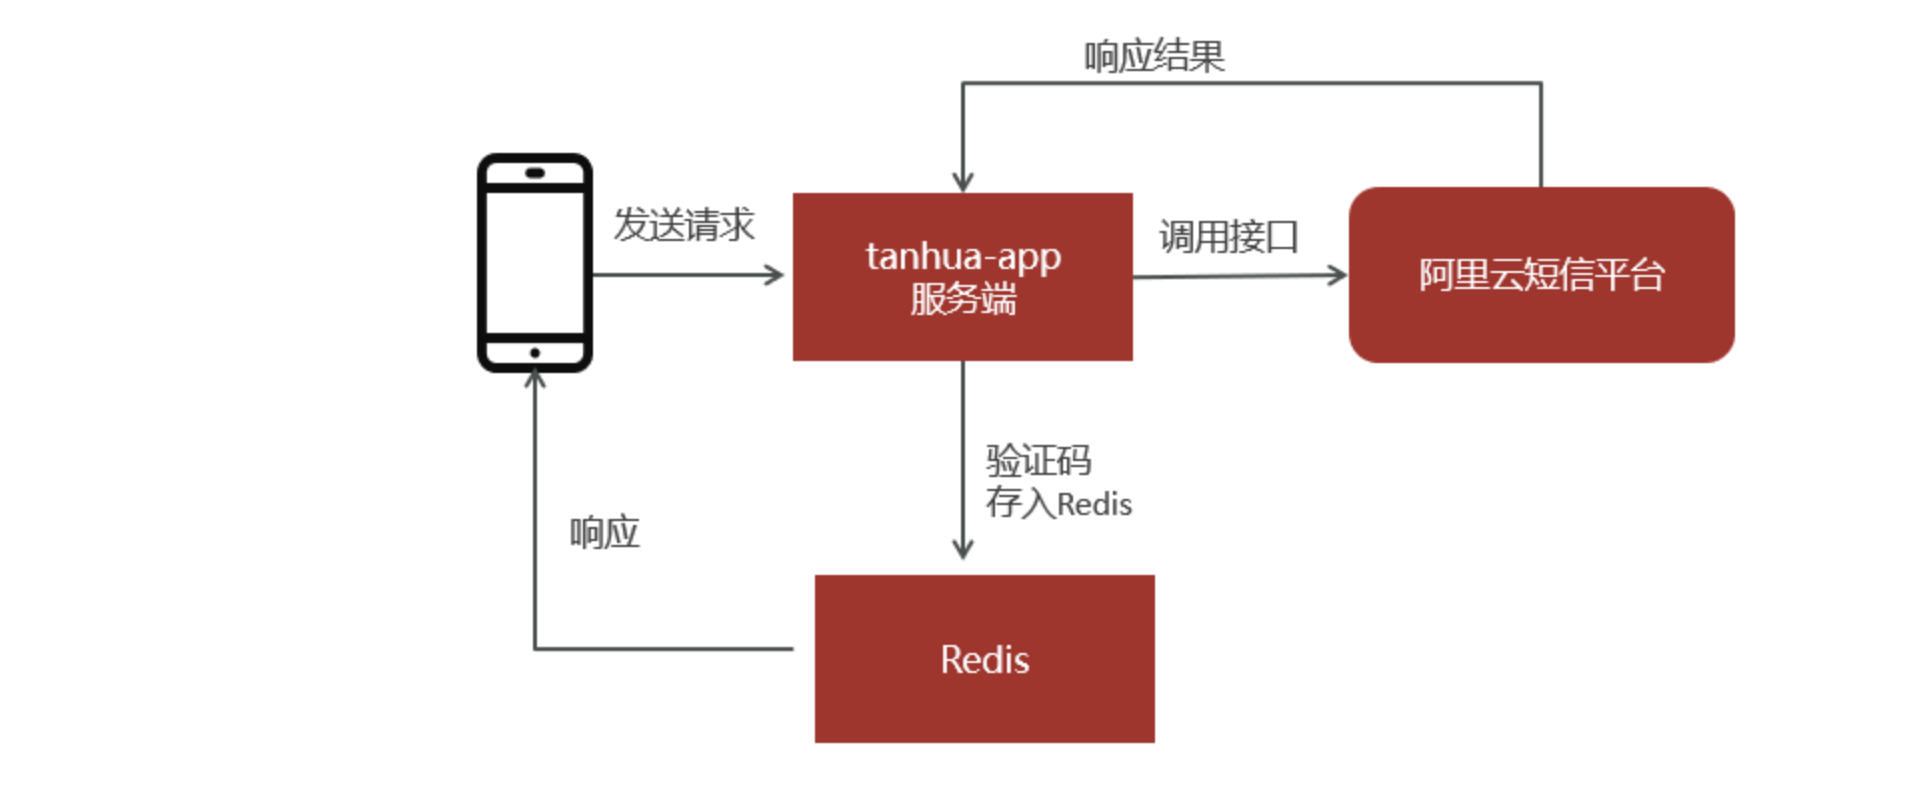 响应结果
发送请求
tanhua-app
服务端
调用接口
阿里云短信平台
验证码
存入Redis
响应
Redis